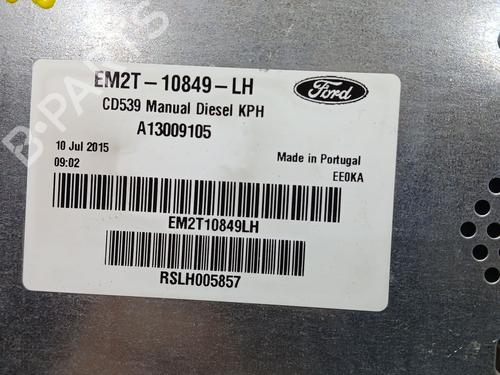 EM2T-10849-LH
Ford
CD539 Manual Diesel KPH
A13009105
10 Jul 2015
09:02
Made in Portugal
EE0KA
EM2T10849LH
RSLH005857
B-PARTS